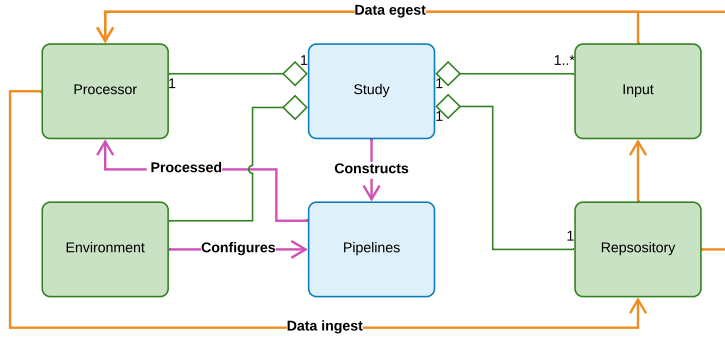 Data egest
1
1..*
Processor
Study
Input
1
1
1
Processed
Constructs
1
Environment
Configures
Pipelines
Repsository
Data ingest